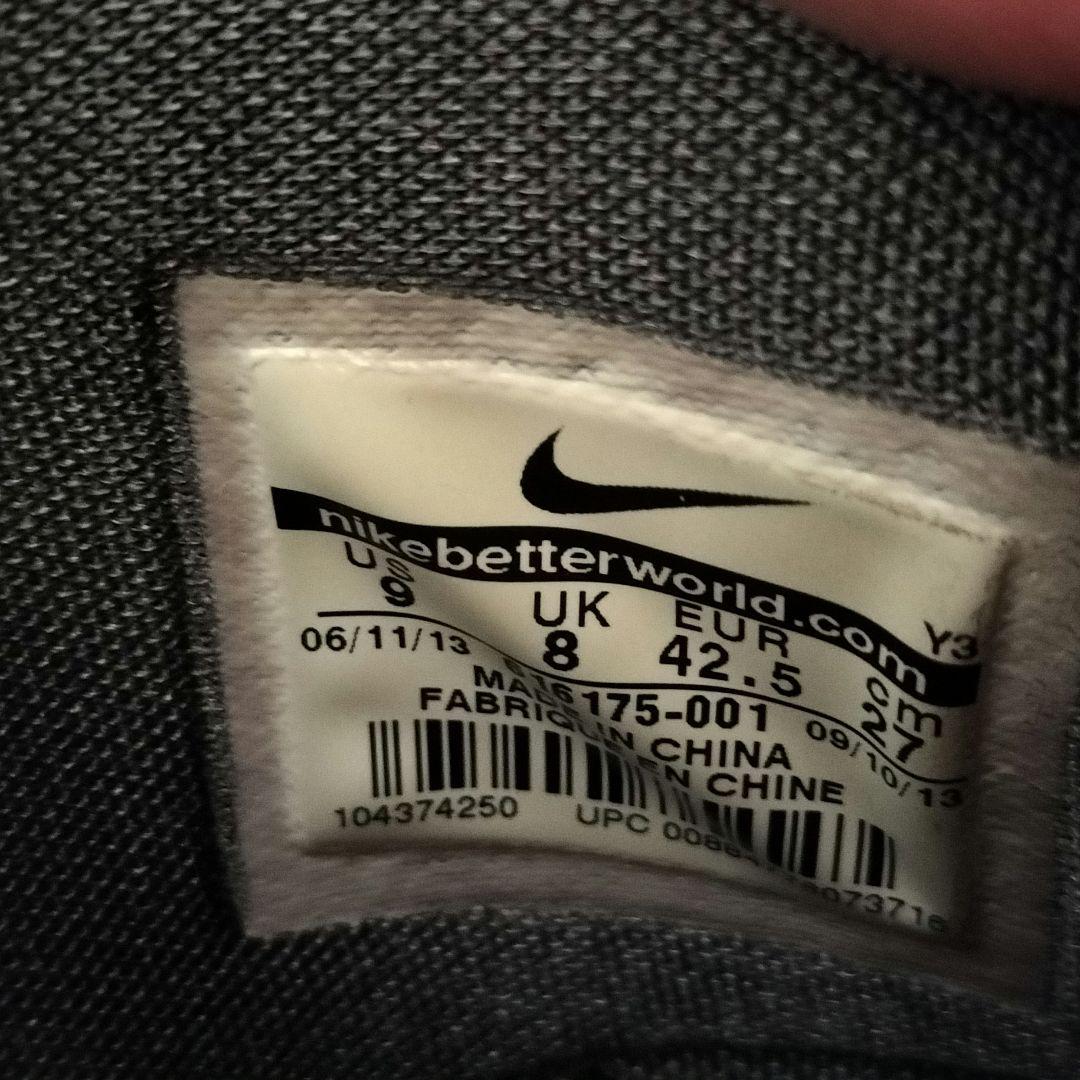 nikebetterworld.com
US UK EUR cm Y3
9 8 42.5 27
06/11/13 616175-001 09/10/13
MADE IN CHINA
FABRIQUE EN CHINE
104374250 UPC